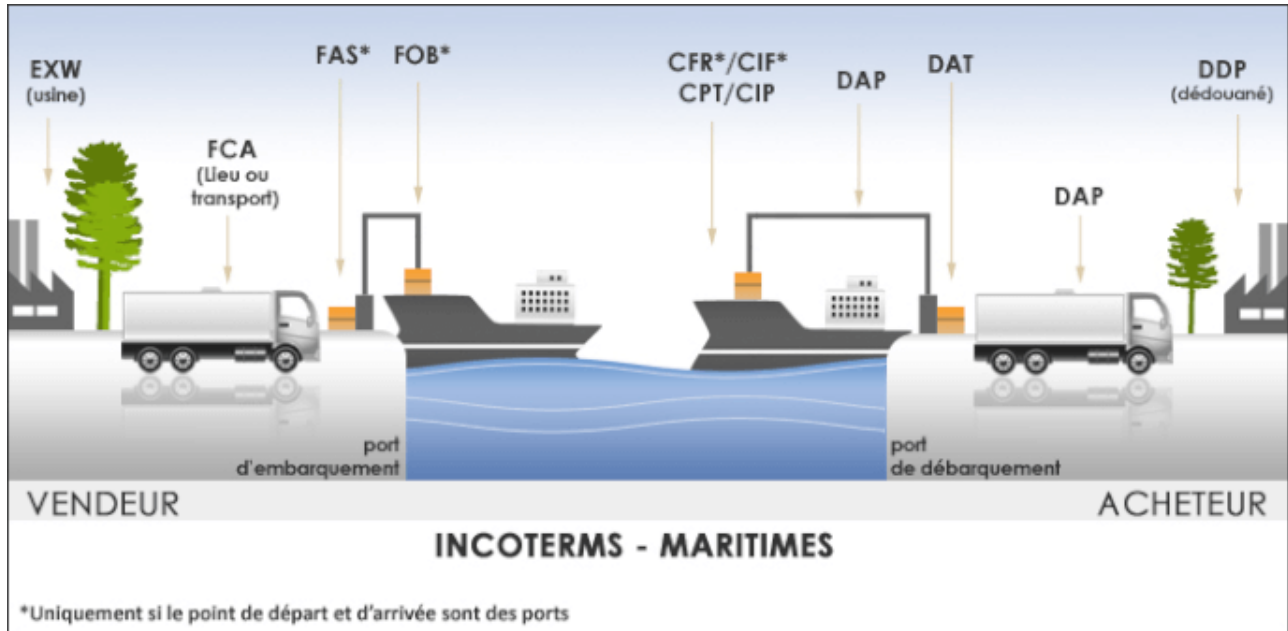 EXW
(usine)
FCA
(Lieu ou
transport)
FAS*
FOB*
CFR*/CIF*
CPT/CIP
DAP
DAT
DAP
DDP
(dédouané)
port
d'embarquement
port
de débarquement
VENDEUR
ACHETEUR
INCOTERMS - MARITIMES
*Uniquement si le point de départ et d'arrivée sont des ports